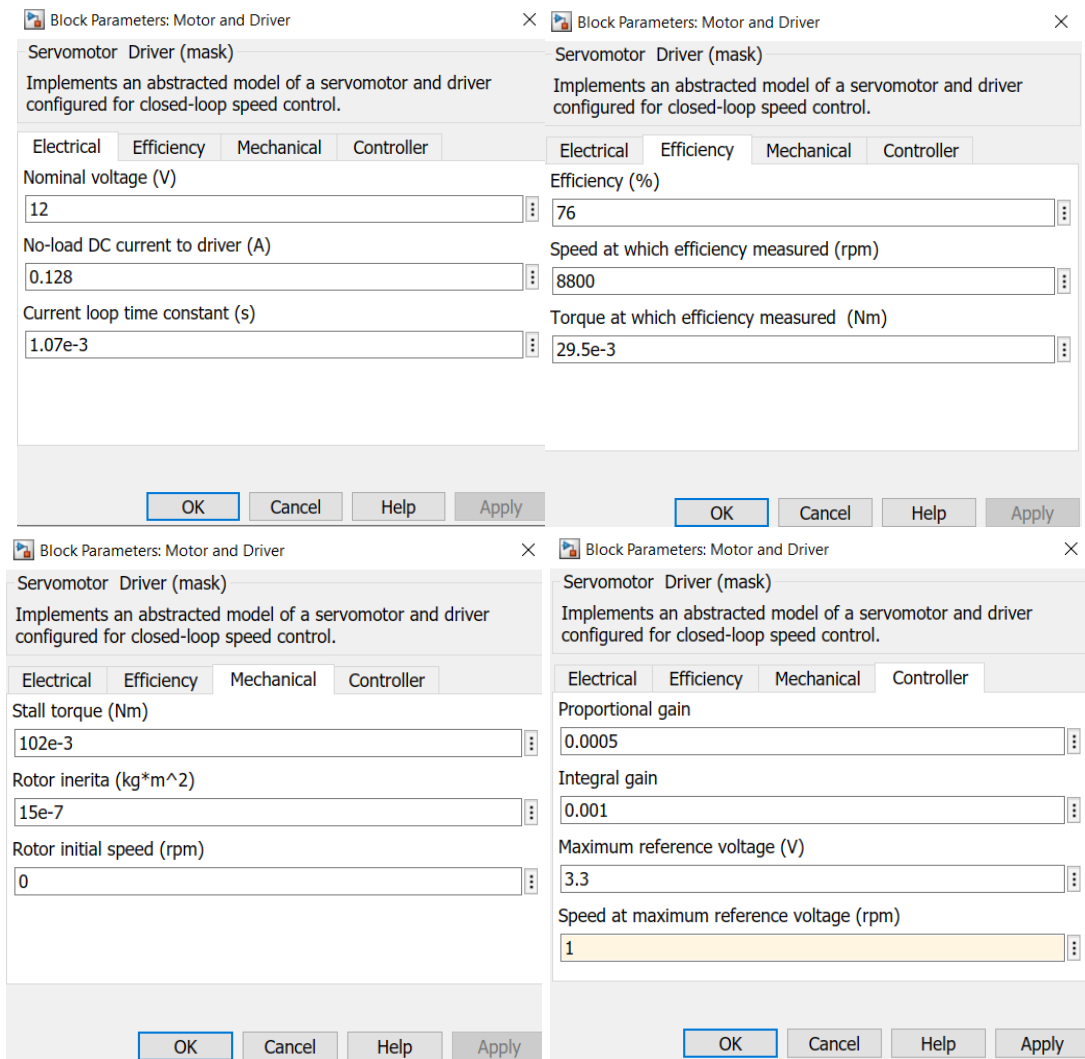 Block Parameters: Motor and Driver
Servomotor Driver (mask)
Implements an abstracted model of a servomotor and driver
configured for closed-loop speed control.
Electrical Efficiency Mechanical Controller
Nominal voltage (V)
12
No-load DC current to driver (A)
0.128
Current loop time constant (s)
1.07e-3
OK Cancel Help Apply
Block Parameters: Motor and Driver
Servomotor Driver (mask)
Implements an abstracted model of a servomotor and driver
configured for closed-loop speed control.
Electrical Efficiency Mechanical Controller
Efficiency (%)
76
Speed at which efficiency measured (rpm)
8800
Torque at which efficiency measured (Nm)
29.5e-3
OK Cancel Help Apply
Block Parameters: Motor and Driver
Servomotor Driver (mask)
Implements an abstracted model of a servomotor and driver
configured for closed-loop speed control.
Electrical Efficiency Mechanical Controller
Stall torque (Nm)
102e-3
Rotor inerita (kg*m^2)
15e-7
Rotor initial speed (rpm)
0
OK Cancel Help Apply
Block Parameters: Motor and Driver
Servomotor Driver (mask)
Implements an abstracted model of a servomotor and driver
configured for closed-loop speed control.
Electrical Efficiency Mechanical Controller
Proportional gain
0.0005
Integral gain
0.001
Maximum reference voltage (V)
3.3
Speed at maximum reference voltage (rpm)
1
OK Cancel Help Apply